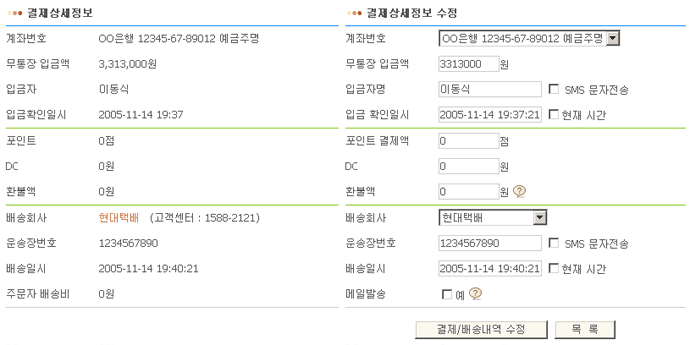 결제상세정보
계좌번호 OO은행 12345-67-89012 예금주명
무통장 입금액 3,313,000원
입금자 이동식
입금확인일시 2005-11-14 19:37
포인트 0점
DC 0원
환불액 0원
배송회사 현대택배 (고객센터 : 1588-2121)
운송장번호 1234567890
배송일시 2005-11-14 19:40:21
주문자 배송비 0원
결제상세정보 수정
계좌번호 OO은행 12345-67-89012 예금주명
무통장 입금액 3313000 원
입금자명 이동식 SMS 문자전송
입금 확인일시 2005-11-14 19:37:21 현재 시간
포인트 결제액 0 점
DC 0 원
환불액 0 원 ?
배송회사 현대택배
운송장번호 1234567890 SMS 문자전송
배송일시 2005-11-14 19:40:21 현재 시간
메일발송 예 ?
결제/배송내역 수정 목 록